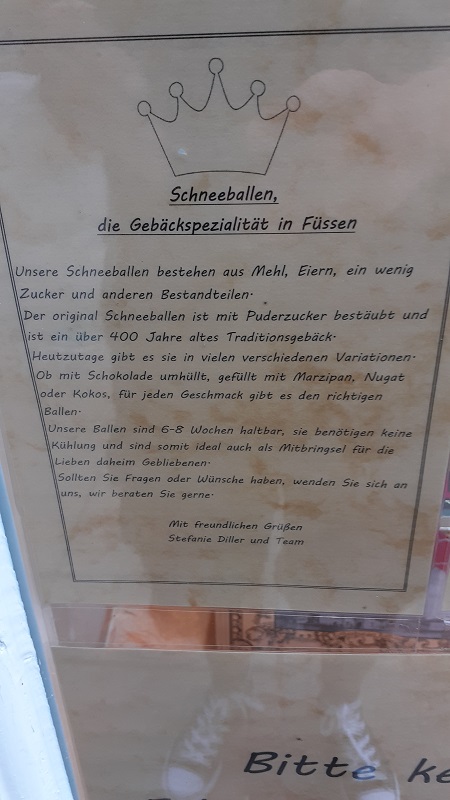 Schneeballen,
die Gebäckspezialität in Füssen
Unsere Schneeballen bestehen aus Mehl, Eiern, ein wenig
Zucker und anderen Bestandteilen.
Der original Schneeballen ist mit Puderzucker bestäubt und
ist ein über 400 Jahre altes Traditionsgebäck.
Heutzutage gibt es sie in vielen verschiedenen Variationen.
Ob mit Schokolade umhüllt, gefüllt mit Marzipan, Nugat
oder Kokos, für jeden Geschmack gibt es den richtigen
Ballen.
Unsere Ballen sind 6-8 Wochen haltbar, sie benötigen keine
Kühlung und sind somit ideal auch als Mitbringsel für die
Lieben daheim Gebliebenen.
Sollten Sie Fragen oder Wünsche haben, wenden Sie sich an
uns, wir beraten Sie gerne.
Mit freundlichen Grüßen
Stefanie Diller und Team
Bitte ke